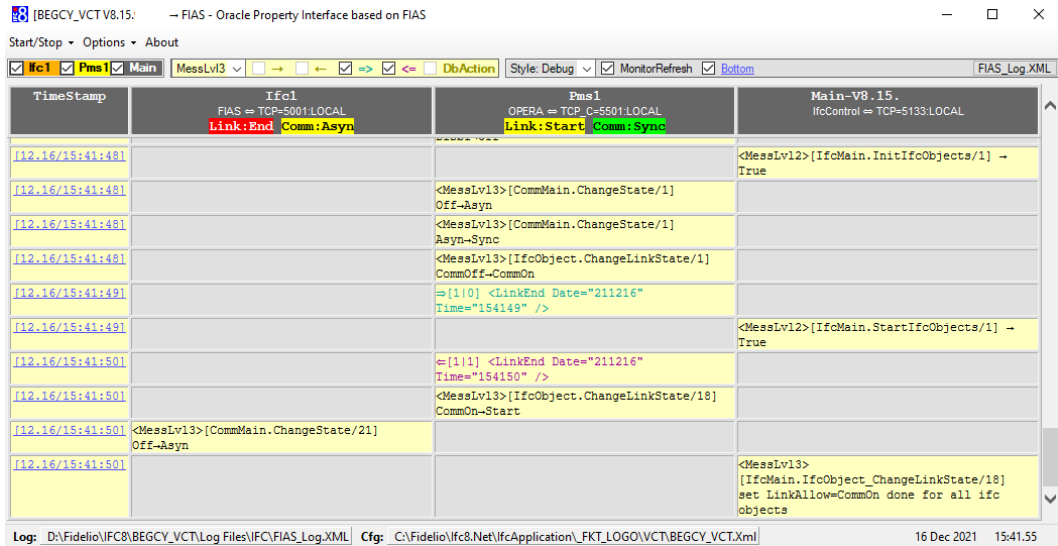 [BEGCY_VCT V8.15. → FIAS - Oracle Property Interface based on FIAS
Start/Stop Options About
Ifc1 Pms1 Main MessLvl3 → ← => <= DbAction Style: Debug MonitorRefresh Bottom FIAS_Log.XML
TimeStamp Ifc1 Pms1 Main-V8.15.
FIAS ⇔ TCP=5001:LOCAL OPERA ⇔ TCP_C=5501:LOCAL IfcControl ⇔ TCP=5133:LOCAL
Link:End Comm:Asyn Link:Start Comm:Sync
[12.16/15:41:48] <MessLvl2>[IfcMain.InitIfcObjects/1] →
True
[12.16/15:41:48] <MessLvl3>[CommMain.ChangeState/1]
Off→Asyn
[12.16/15:41:48] <MessLvl3>[CommMain.ChangeState/1]
Asyn→Sync
[12.16/15:41:48] <MessLvl3>[IfcObject.ChangeLinkState/1]
CommOff→CommOn
[12.16/15:41:49] ⇒[1|0] <LinkEnd Date="211216"
Time="154149" />
[12.16/15:41:49] <MessLvl2>[IfcMain.StartIfcObjects/1] →
True
[12.16/15:41:50] ⇐[1|1] <LinkEnd Date="211216"
Time="154150" />
[12.16/15:41:50] <MessLvl3>[IfcObject.ChangeLinkState/18]
CommOn→Start
[12.16/15:41:50] <MessLvl3>[CommMain.ChangeState/21]
Off→Asyn
[12.16/15:41:50] <MessLvl3>
[IfcMain.IfcObject_ChangeLinkState/18]
set LinkAllow=CommOn done for all ifc
objects
Log: D:\Fidelio\IFC8\BEGCY_VCT\Log Files\IFC\FIAS_Log.XML Cfg: C:\Fidelio\Ifc8.Net\IfcApplication\_FKT_LOGO\VCT\BEGCY_VCT.Xml 16 Dec 2021 15:41.55